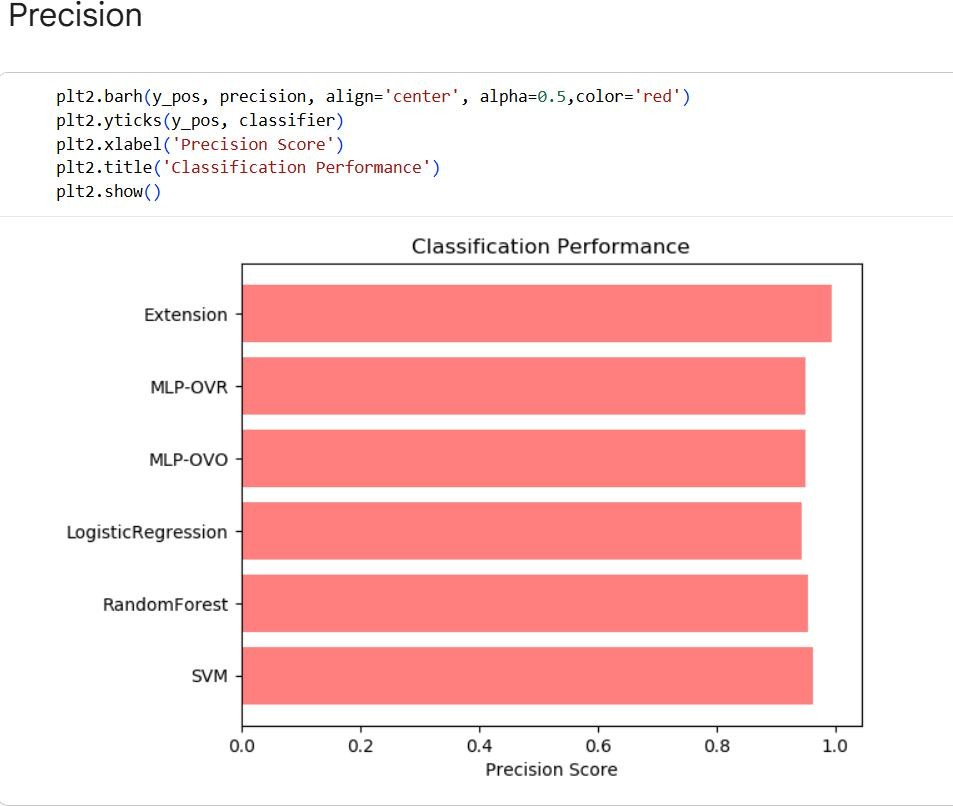 Precision
plt2.barh(y_pos, precision, align='center', alpha=0.5,color='red')
plt2.yticks(y_pos, classifier)
plt2.xlabel('Precision Score')
plt2.title('Classification Performance')
plt2.show()
Classification Performance
Extension
MLP-OVR
MLP-OVO
LogisticRegression
RandomForest
SVM
0.0 0.2 0.4 0.6 0.8 1.0
Precision Score